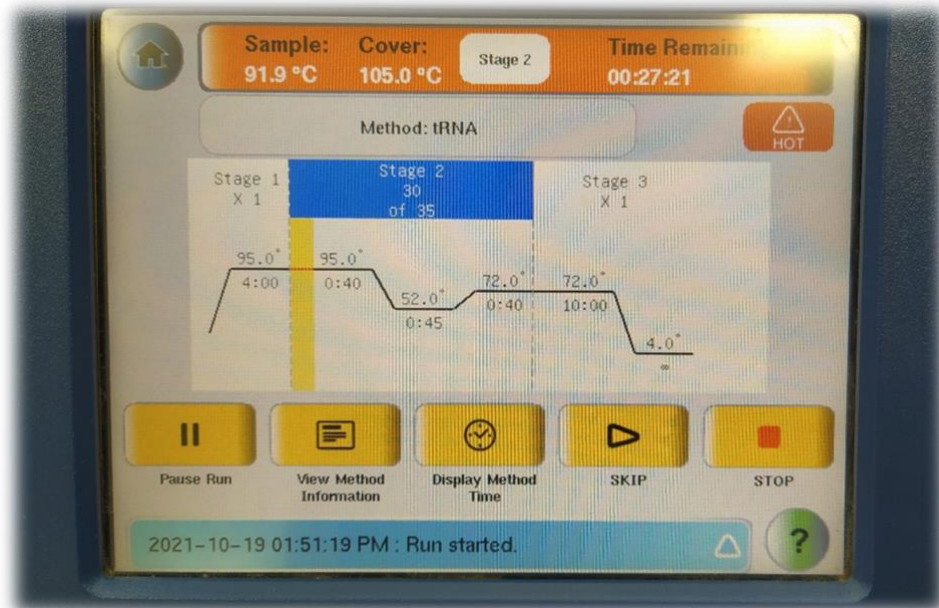 Sample: Cover: Stage 2 Time Remaini
91.9 °C 105.0 °C 00:27:21
Method: tRNA
HOT
Stage 1 Stage 2 Stage 3
X 1 30 X 1
of 35
95.0° 95.0° 72.0° 72.0°
4:00 0:40 0:40 10:00
52.0°
0:45
4.0°
∞
Pause Run View Method Display Method SKIP STOP
Information Time
2021-10-19 01:51:19 PM : Run started.
?